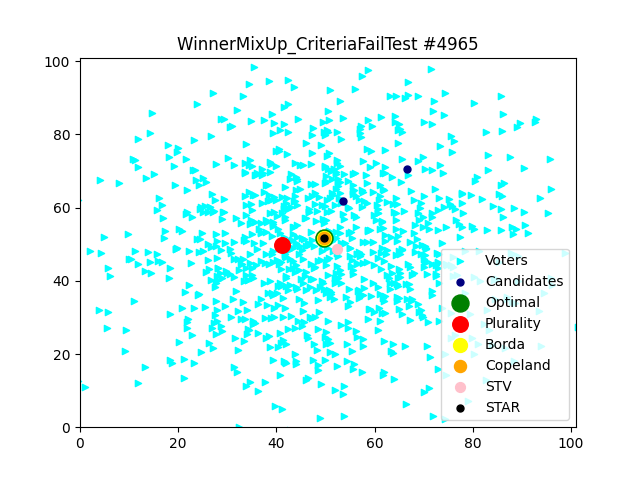 WinnerMixUp_CriteriaFailTest #4965
100
80
60
40
20
0
0 20 40 60 80 100
Voters
Candidates
Optimal
Plurality
Borda
Copeland
STV
STAR